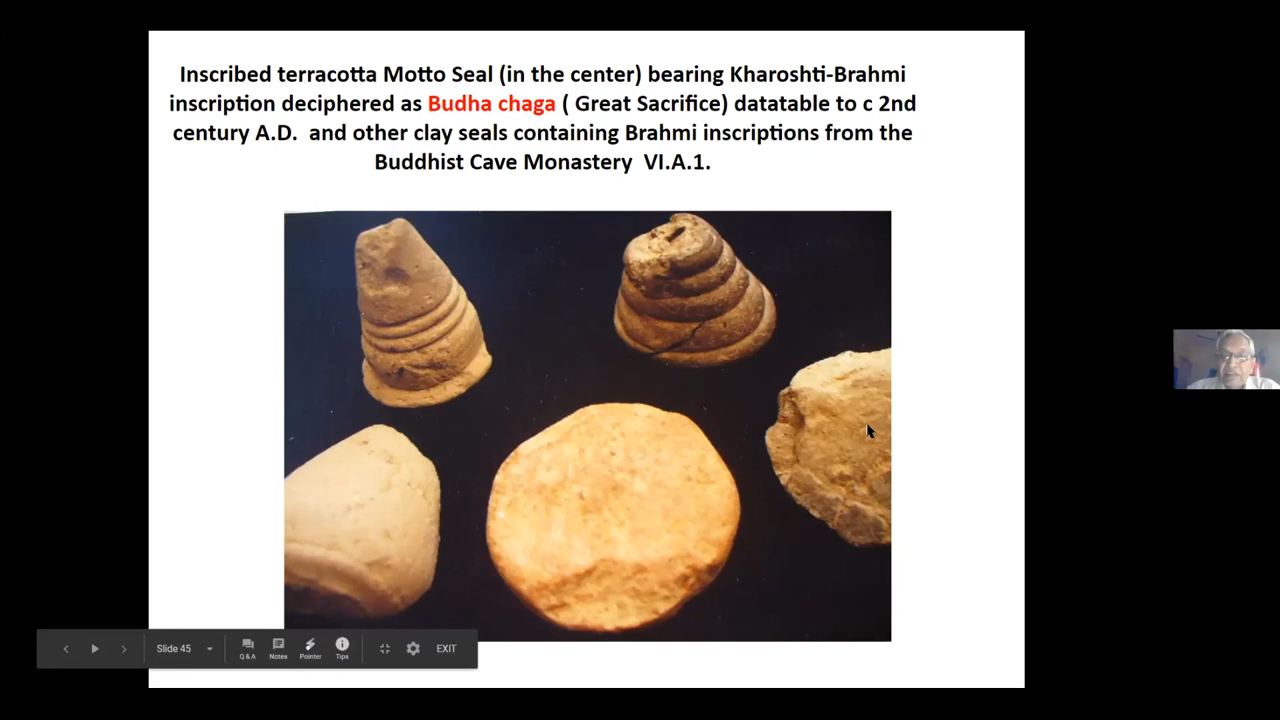 Inscribed terracotta Motto Seal (in the center) bearing Kharoshti-Brahmi
inscription deciphered as Budha chaga ( Great Sacrifice) datatable to c 2nd
century A.D.  and other clay seals containing Brahmi inscriptions from the
Buddhist Cave Monastery  VI.A.1.
Slide 45
Q & A
Notes
Pointer
Tips
EXIT